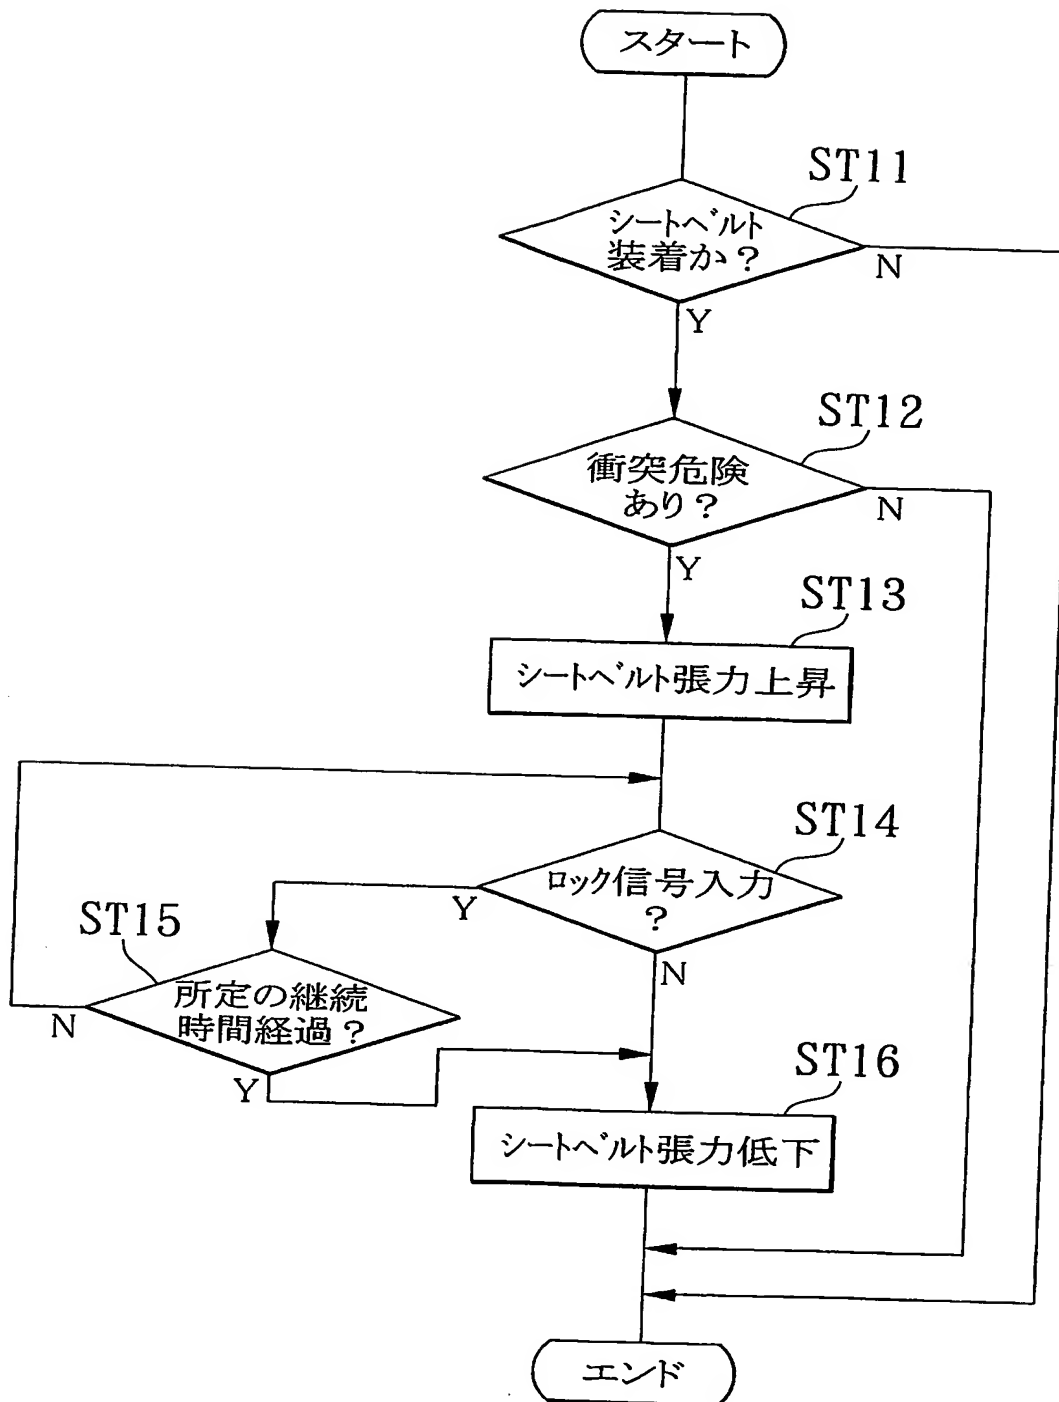 スタート
ST11
シートベルト
装着か？
N
Y
ST12
衝突危険
あり？
N
Y
ST13
シートベルト張力上昇
ST14
ロック信号入力
？
Y
N
ST15
所定の継続
時間経過？
N
Y
ST16
シートベルト張力低下
エンド